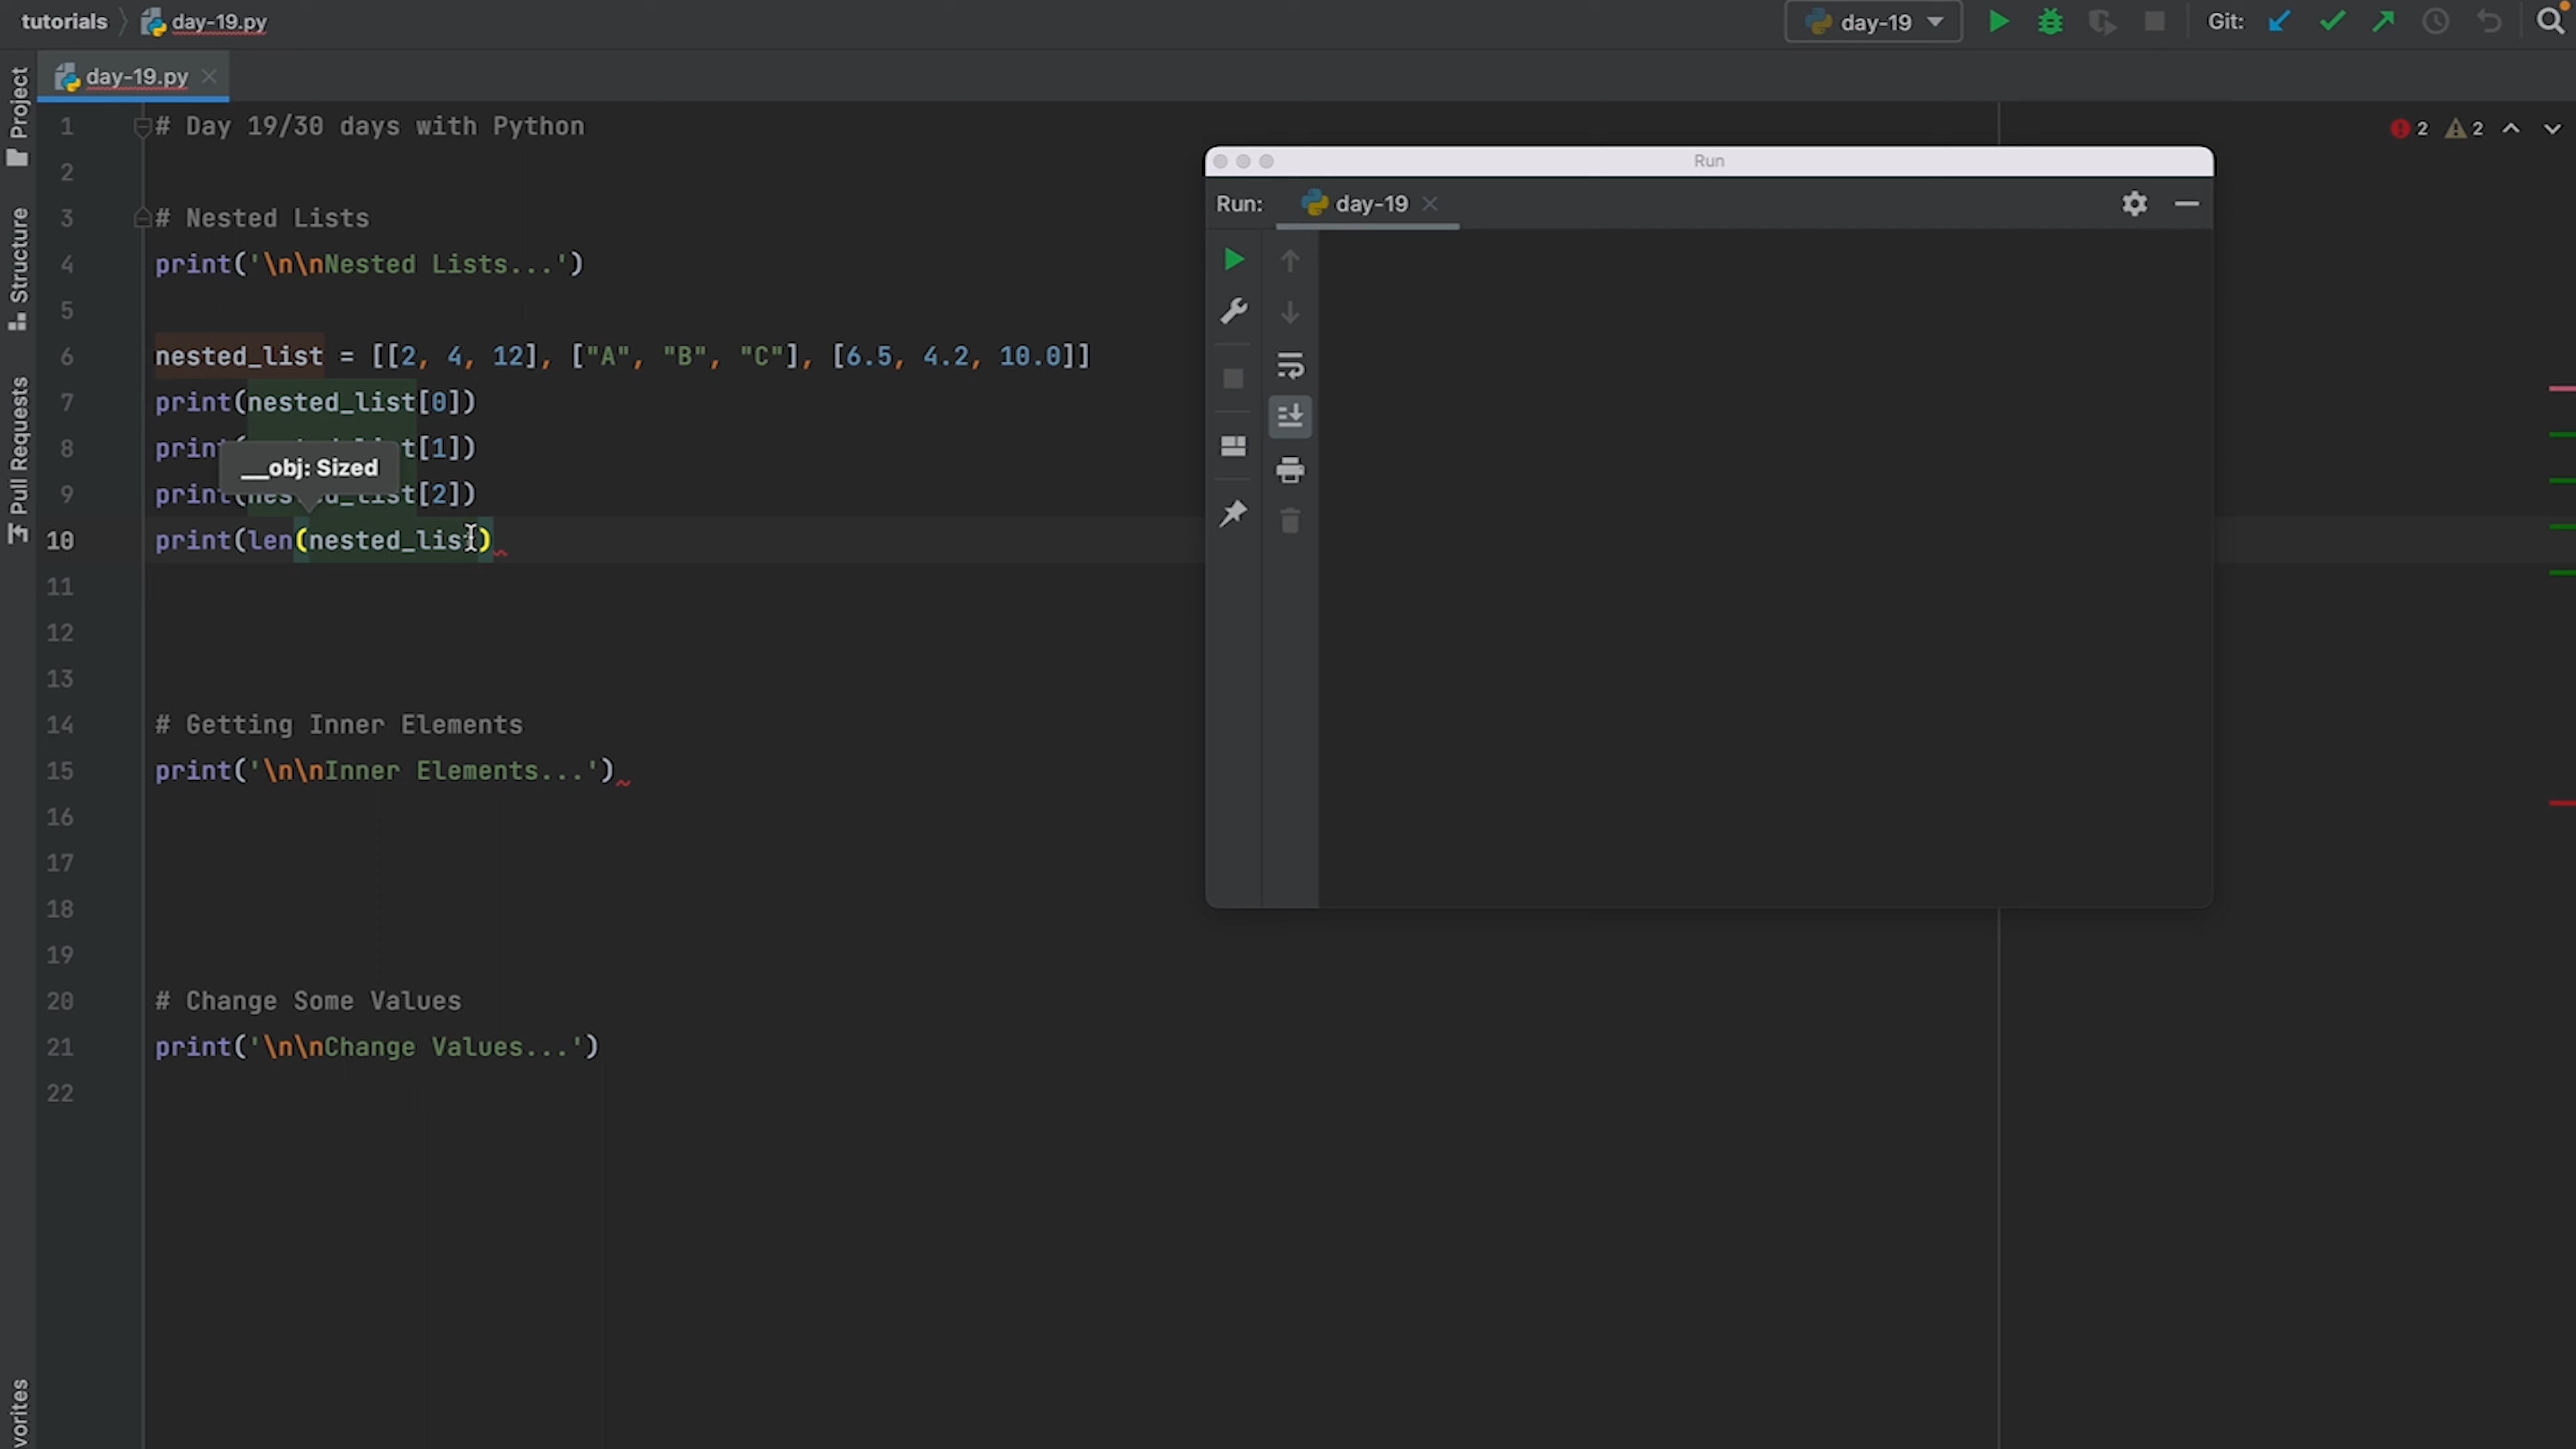 tutorials day-19.py
day-19 Git:
day-19.py
Project
Structure
Pull Requests
vorites
2 2
1 # Day 19/30 days with Python
2
3 # Nested Lists
4 print('\n\nNested Lists...')
5
6 nested_list = [[2, 4, 12], ["A", "B", "C"], [6.5, 4.2, 10.0]]
7 print(nested_list[0])
8 print( t[1])
__obj: Sized
9 print(nested_list[2])
10 print(len(nested_list)
11
12
13
14 # Getting Inner Elements
15 print('\n\nInner Elements...')
16
17
18
19
20 # Change Some Values
21 print('\n\nChange Values...')
22
Run
Run: day-19